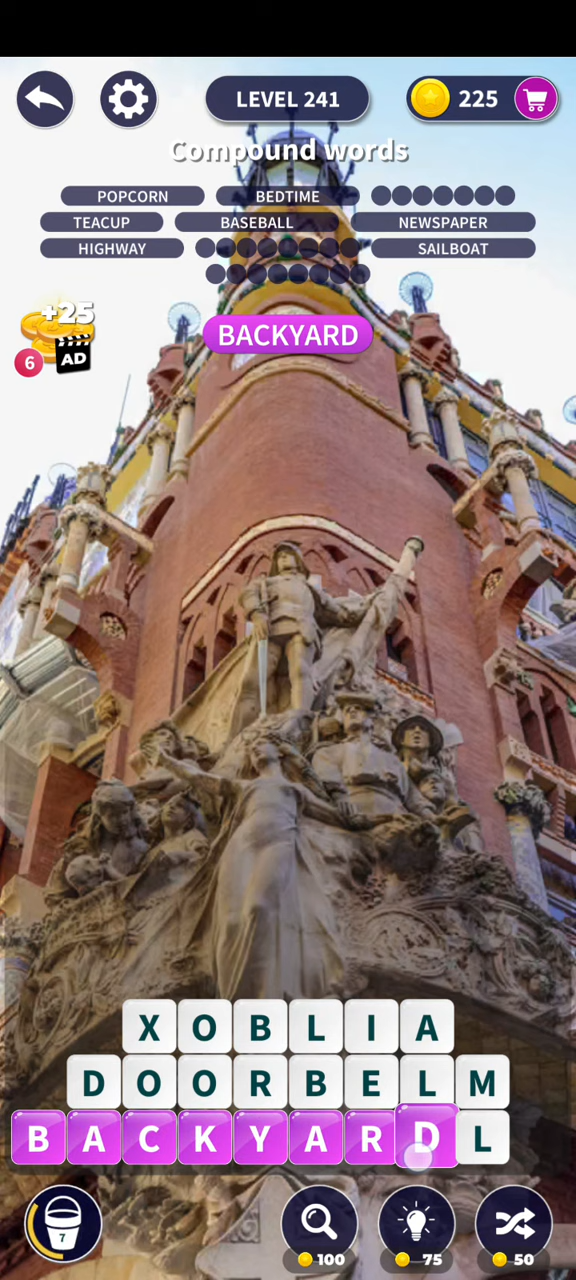 LEVEL 241
225
Compound words
POPCORN BEDTIME
TEACUP BASEBALL NEWSPAPER
HIGHWAY SAILBOAT
+25
AD
6
BACKYARD
X O B L I A
D O O R B E L M
B A C K Y A R D L
7
100 75 50